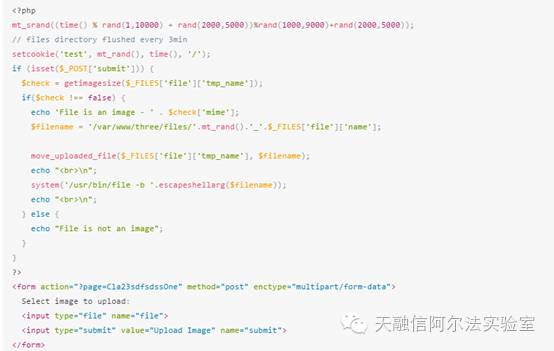 <?php
mt_srand((time() % rand(1,10000) + rand(2000,5000))%rand(1000,9000)+rand(2000,5000));
// files directory flushed every 3min
setcookie('test', mt_rand(), time(), '/');
if (isset($_POST['submit'])) {
$check = getimagesize($_FILES['file']['tmp_name']);
if($check !== false) {
echo 'File is an image - ' . $check['mime'];
$filename = '/var/www/three/files/'.mt_rand().'_'.$_FILES['file']['name'];
move_uploaded_file($_FILES['file']['tmp_name'], $filename);
echo "<br>\n";
system('/usr/bin/file -b '.escapeshellarg($filename));
echo "<br>\n";
} else {
echo "File is not an image";
}
}
?>
<form action="?page=Cla23sdfsdssOne" method="post" enctype="multipart/form-data">
Select image to upload:
<input type="file" name="file">
<input type="submit" value="Upload Image" name="submit">
</form>
天融信阿尔法实验室